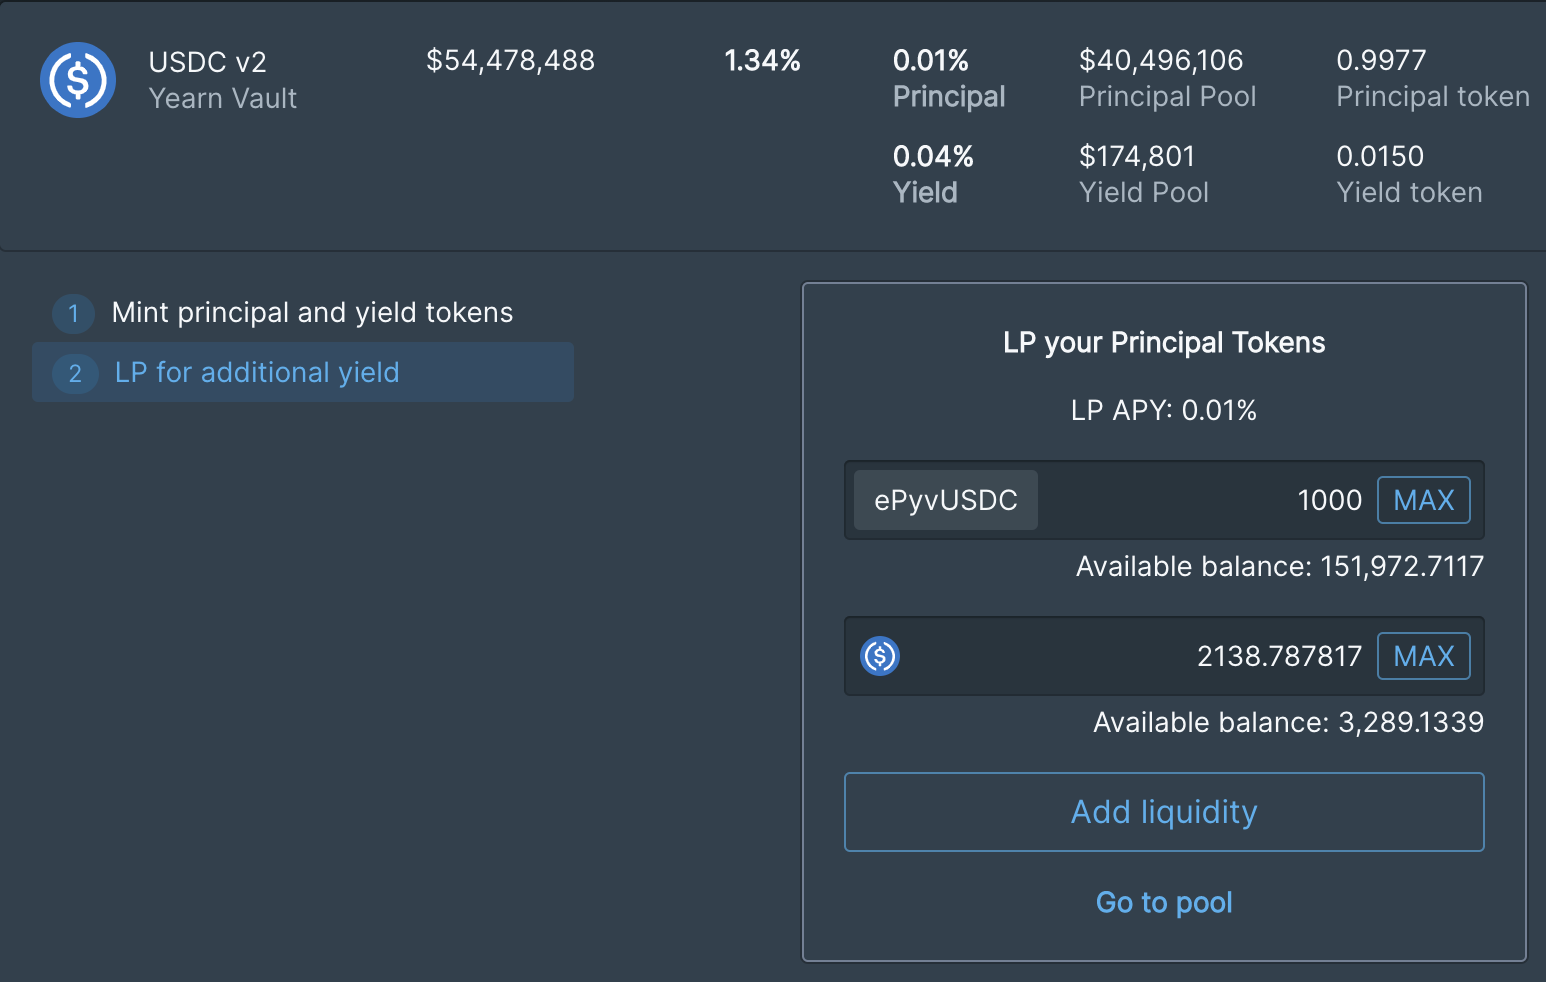 USDC v2
Yearn Vault
$54,478,488
1.34%
0.01%
Principal
$40,496,106
Principal Pool
0.9977
Principal token
0.04%
Yield
$174,801
Yield Pool
0.0150
Yield token
1 Mint principal and yield tokens
2 LP for additional yield
LP your Principal Tokens
LP APY: 0.01%
ePyvUSDC 1000 MAX
Available balance: 151,972.7117
2138.787817 MAX
Available balance: 3,289.1339
Add liquidity
Go to pool